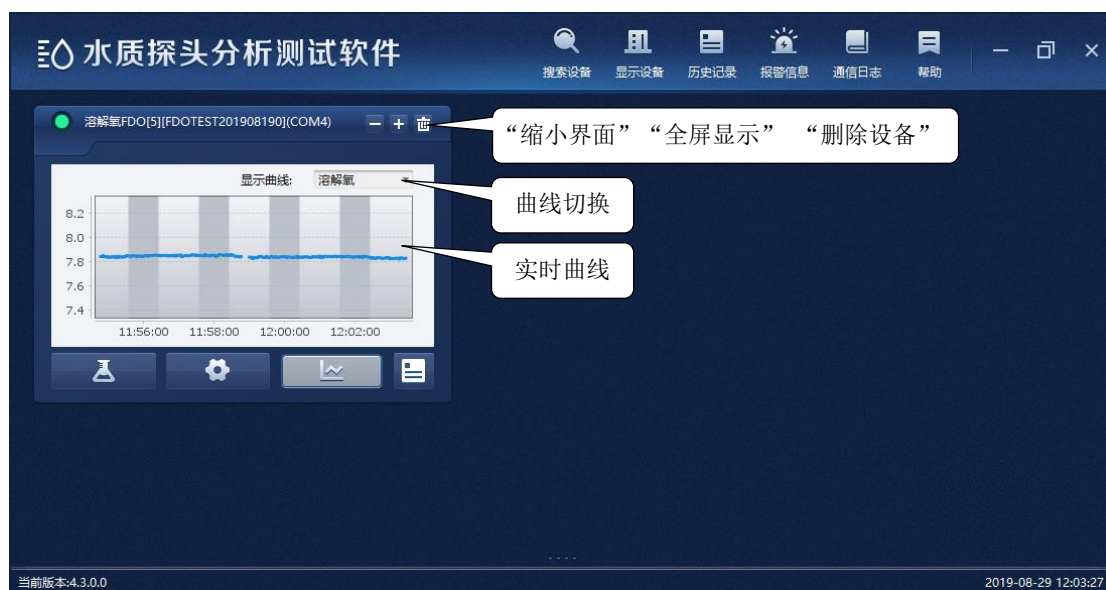 水质探头分析测试软件
搜索设备 显示设备 历史记录 报警信息 通信日志 帮助
溶解氧FDO[5][FDOTEST201908190](COM4)
“缩小界面”“全屏显示” “删除设备”
显示曲线: 溶解氧
曲线切换
8.2
8.0
7.8
7.6
7.4
实时曲线
11:56:00 11:58:00 12:00:00 12:02:00
当前版本:4.3.0.0
2019-08-29 12:03:27